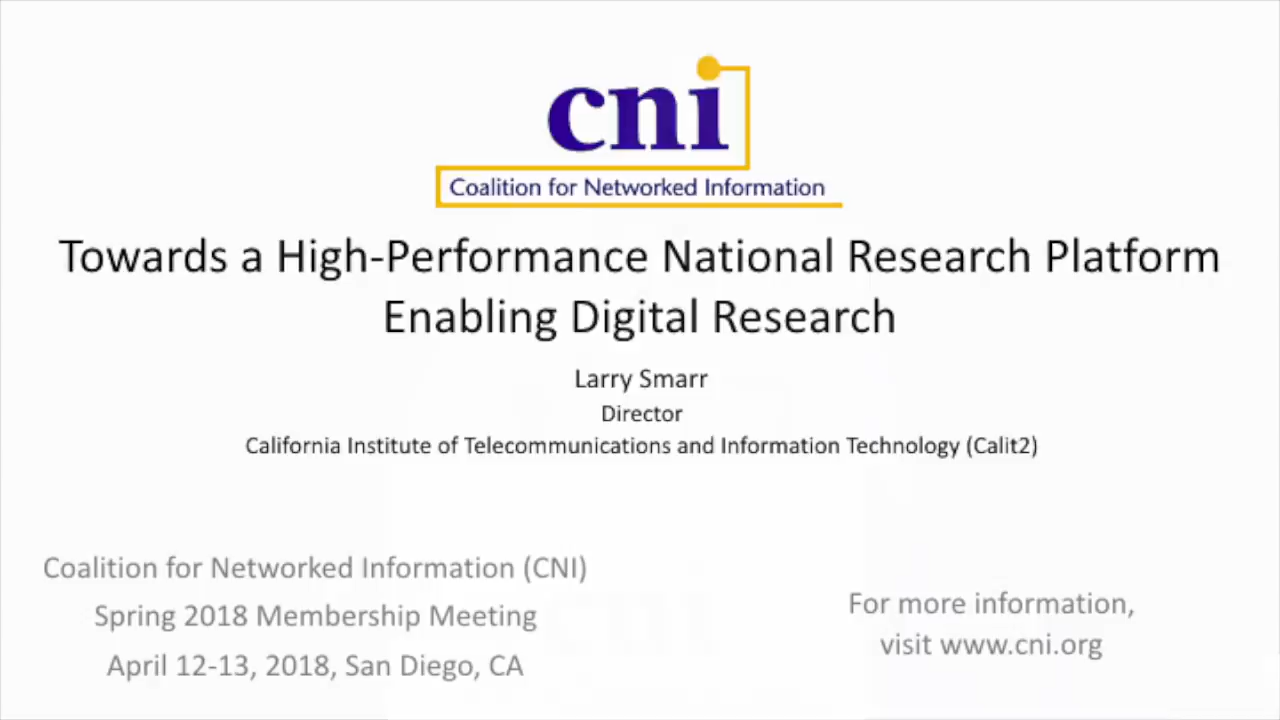 cni
Coalition for Networked Information
Towards a High-Performance National Research Platform
Enabling Digital Research
Larry Smarr
Director
California Institute of Telecommunications and Information Technology (Calit2)
Coalition for Networked Information (CNI)
Spring 2018 Membership Meeting
April 12-13, 2018, San Diego, CA
For more information,
visit www.cni.org